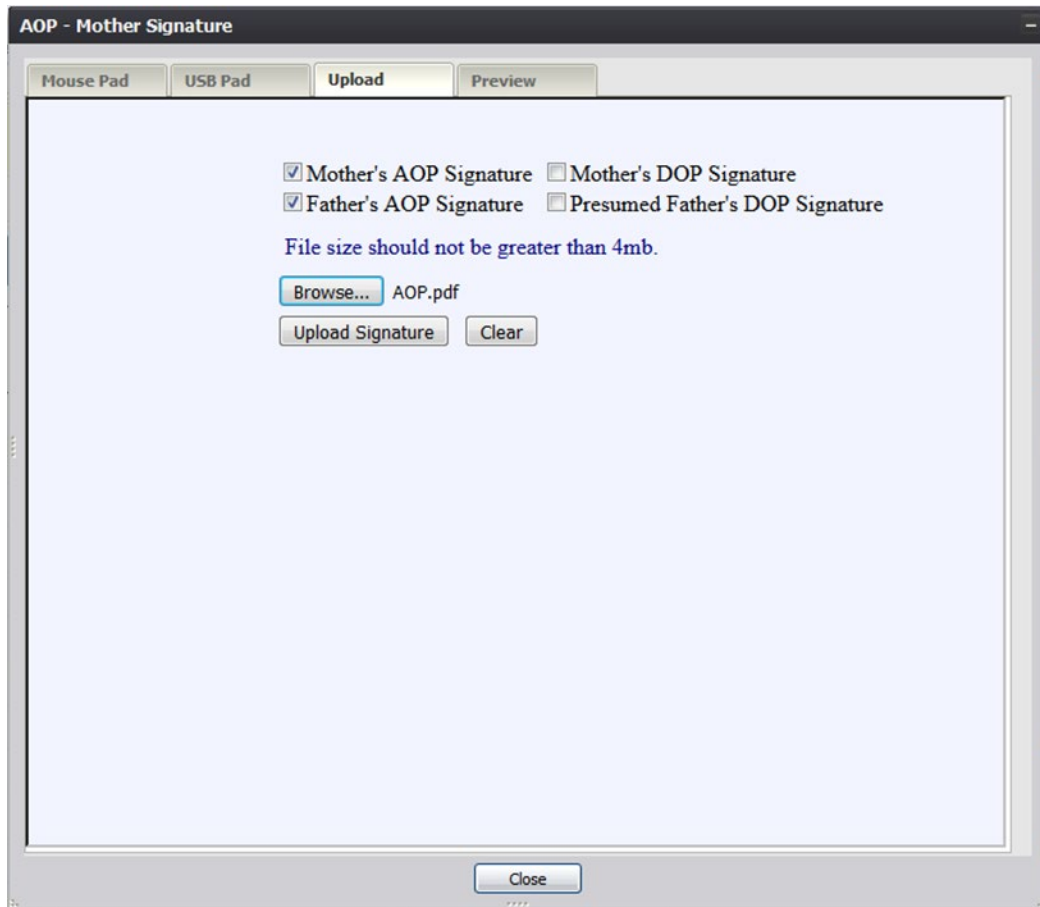 AOP - Mother Signature
Mouse Pad USB Pad Upload Preview
Mother's AOP Signature Mother's DOP Signature
Father's AOP Signature Presumed Father's DOP Signature
File size should not be greater than 4mb.
Browse... AOP.pdf
Upload Signature Clear
Close